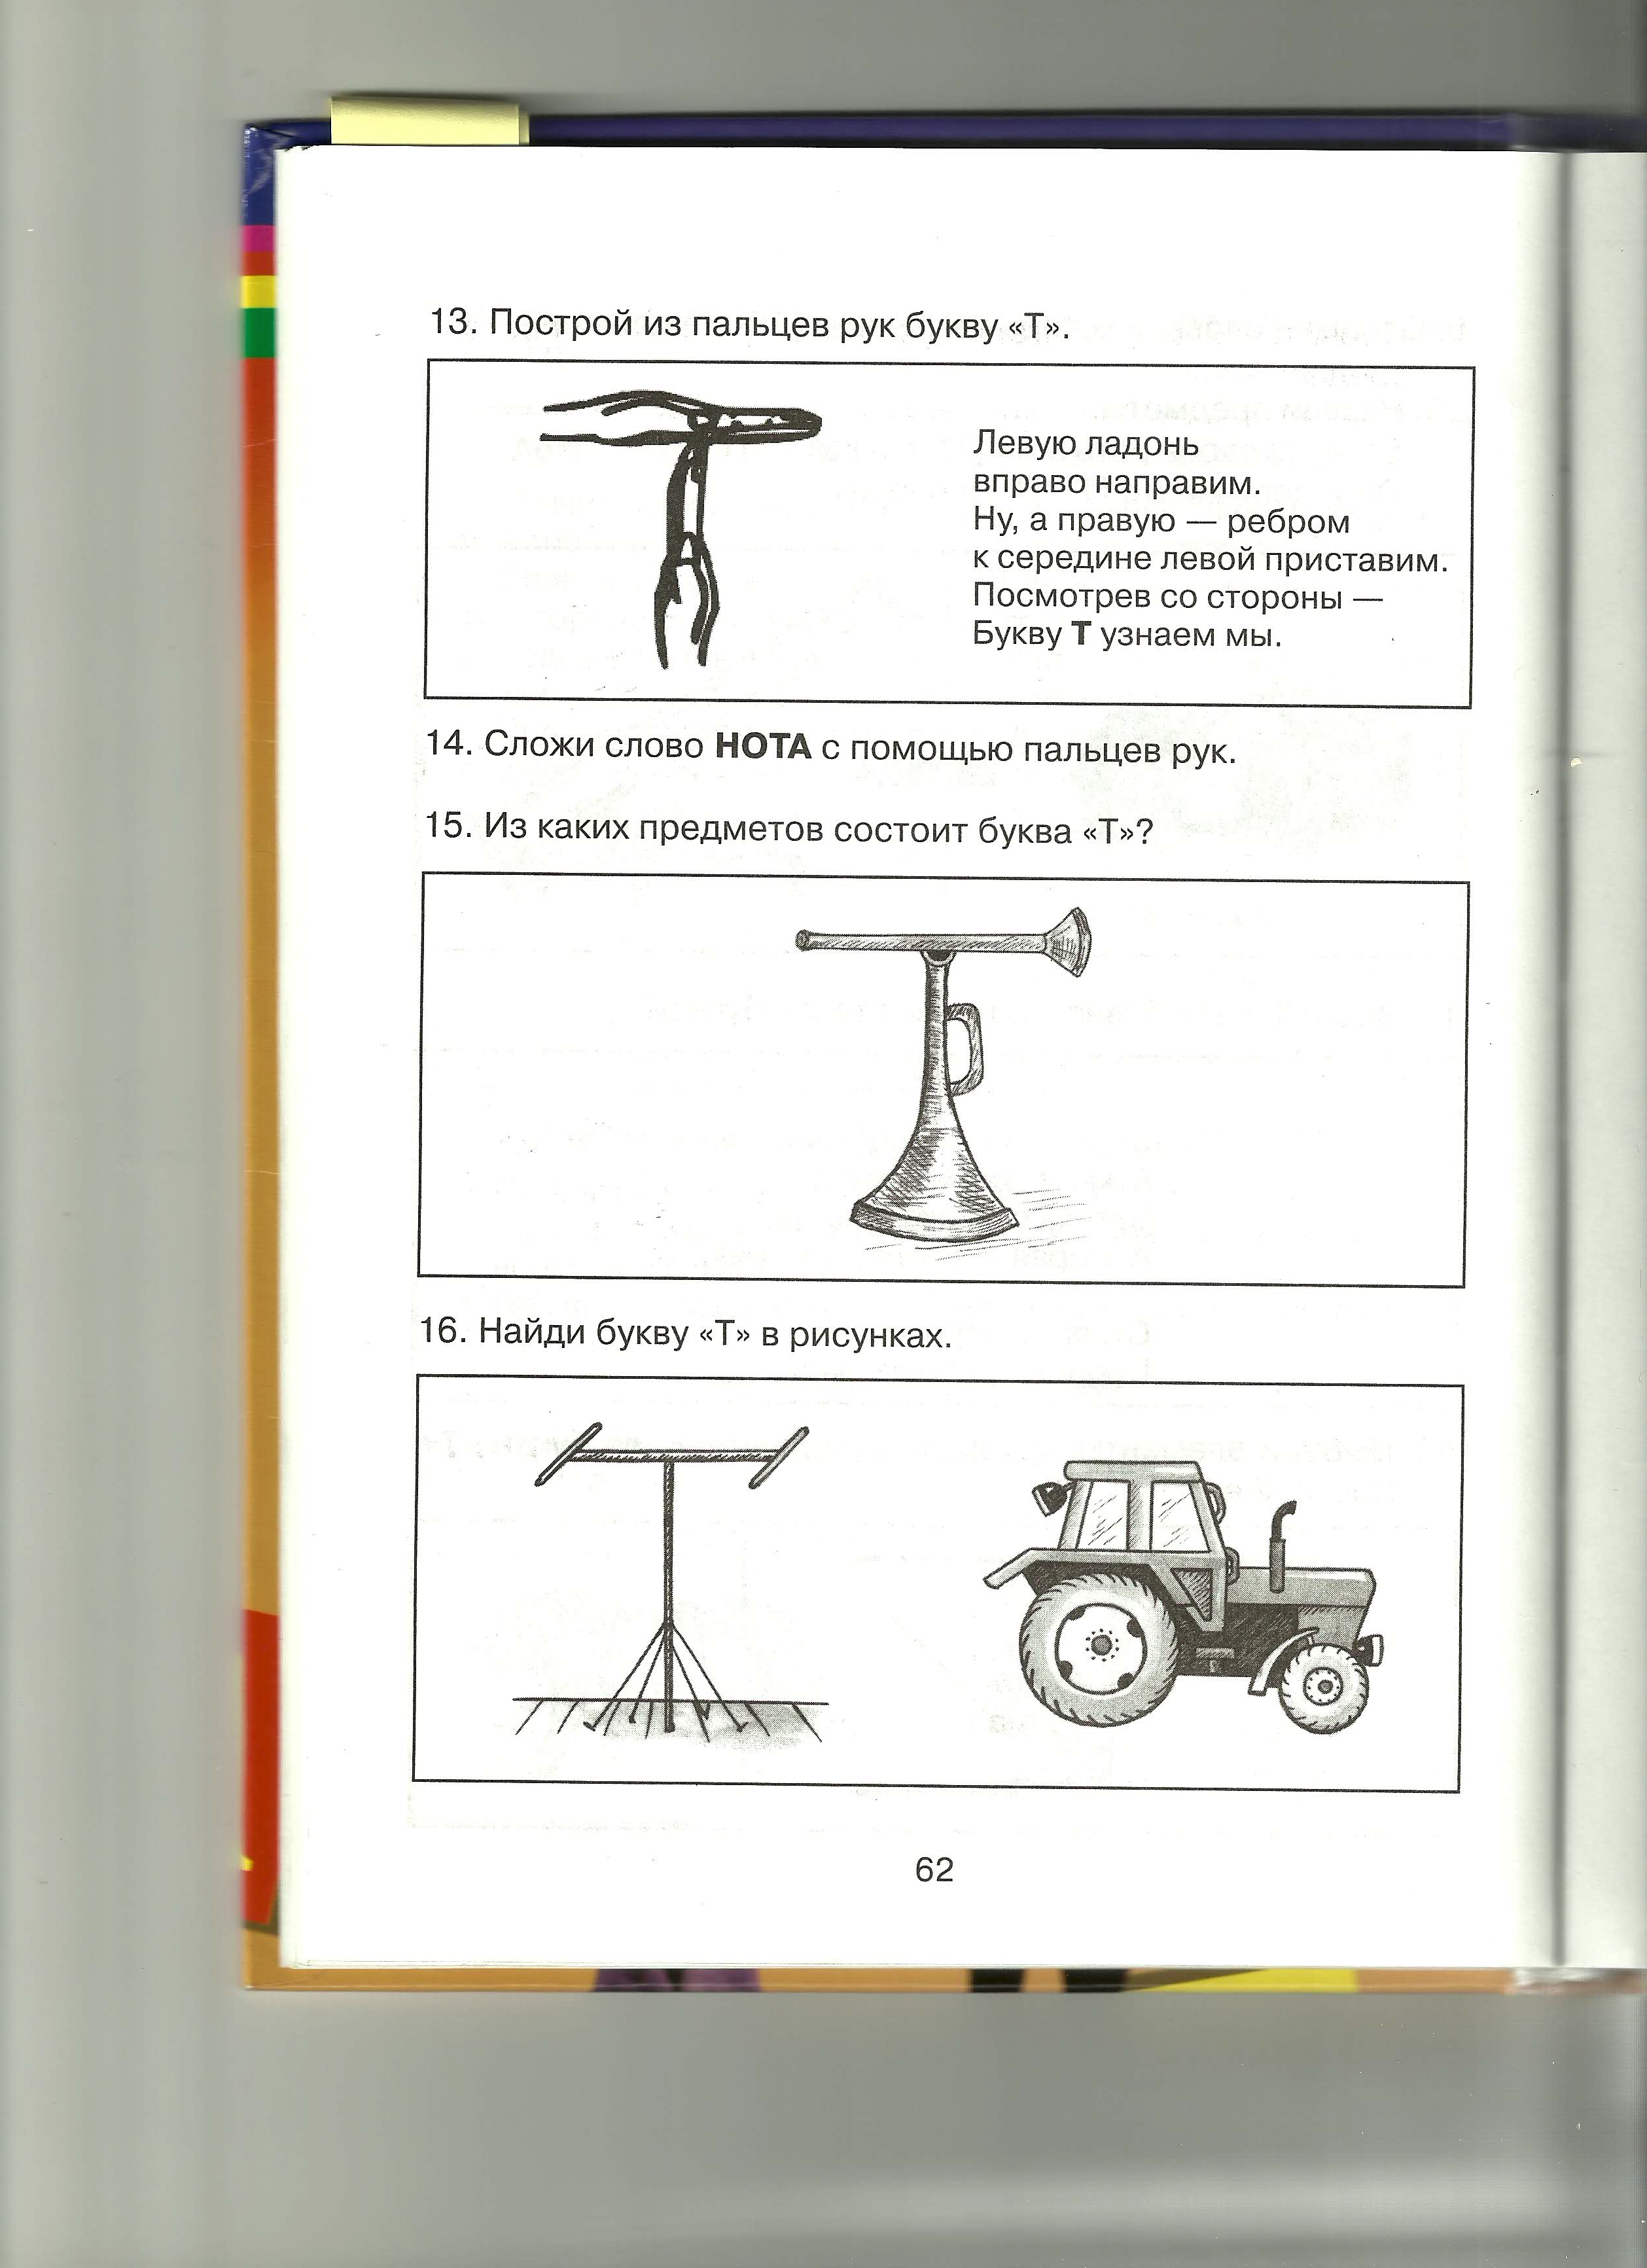 13. Построй из пальцев рук букву «Т».
Левую ладонь
вправо направим.
Ну, а правую — ребром
к середине левой приставим.
Посмотрев со стороны —
Букву Т узнаем мы.
14. Сложи слово НОТА с помощью пальцев рук.
15. Из каких предметов состоит буква «Т»?
16. Найди букву «Т» в рисунках.
62